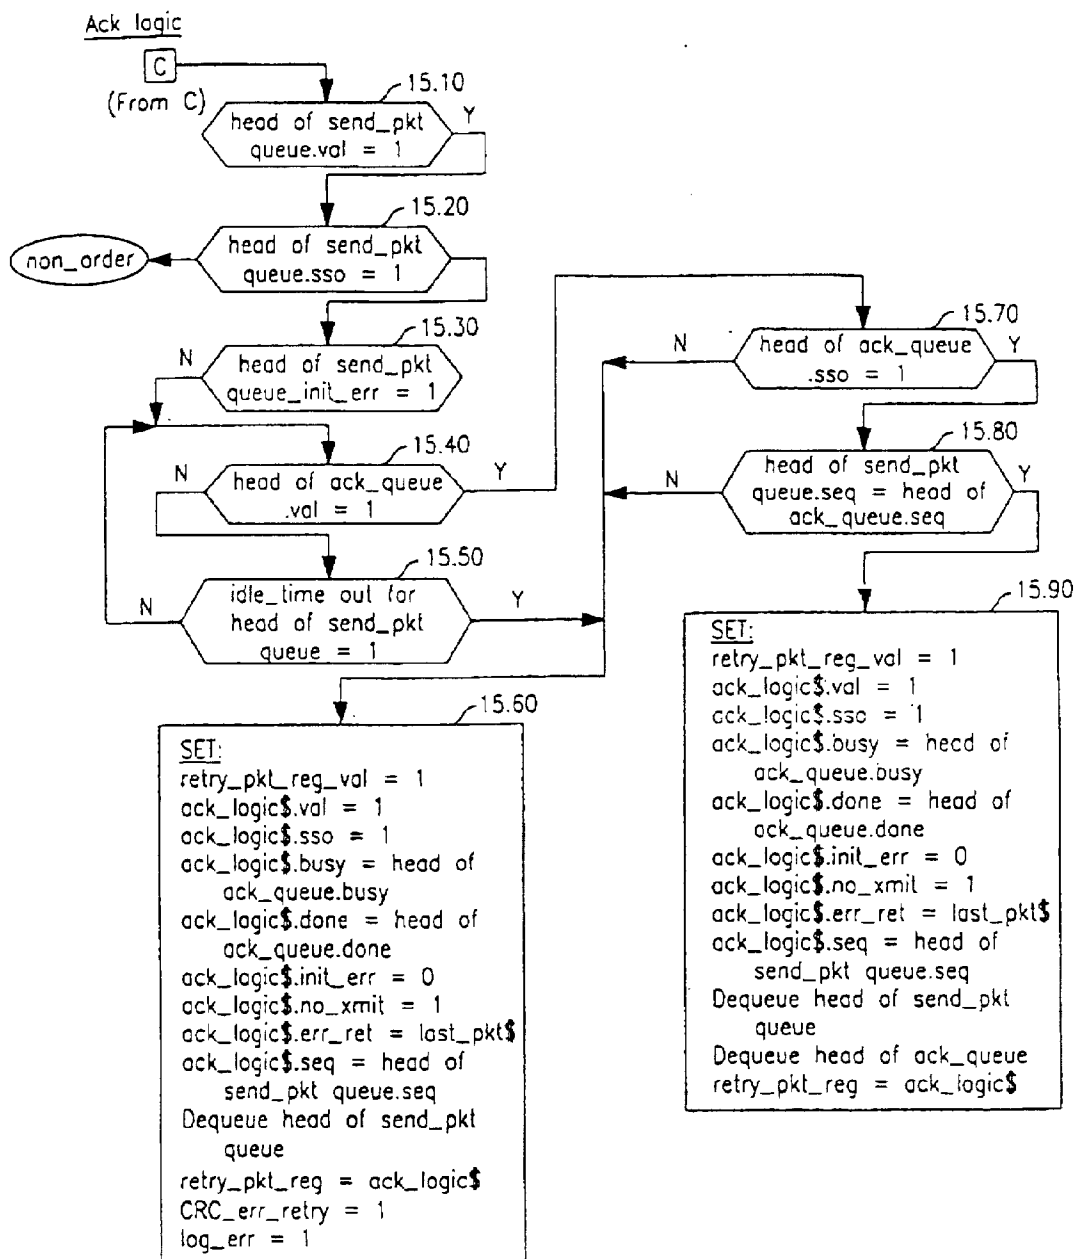 Ack logic
C
(From C)
15.10
head of send_pkt
queue.val = 1
Y
15.20
head of send_pkt
queue.sso = 1
non_order
15.30
N
head of send_pkt
queue_init_err = 1
15.40
N
head of ack_queue
.val = 1
Y
15.50
N
idle_time out for
head of send_pkt
queue = 1
Y
15.70
N
head of ack_queue
.sso = 1
Y
15.80
N
head of send_pkt
queue.seq = head of
ack_queue.seq
Y
15.60
SET:
retry_pkt_reg_val = 1
ack_logic$.val = 1
ack_logic$.sso = 1
ack_logic$.busy = head of
ack_queue.busy
ack_logic$.done = head of
ack_queue.done
ack_logic$.init_err = 0
ack_logic$.no_xmit = 1
ack_logic$.err_ret = last_pkt$
ack_logic$.seq = head of
send_pkt queue.seq
Dequeue head of send_pkt
queue
retry_pkt_reg = ack_logic$
CRC_err_retry = 1
log_err = 1
15.90
SET:
retry_pkt_reg_val = 1
ack_logic$.val = 1
ack_logic$.sso = 1
ack_logic$.busy = head of
ack_queue.busy
ack_logic$.done = head of
ack_queue.done
ack_logic$.init_err = 0
ack_logic$.no_xmit = 1
ack_logic$.err_ret = last_pkt$
ack_logic$.seq = head of
send_pkt queue.seq
Dequeue head of send_pkt
queue
Dequeue head of ack_queue
retry_pkt_reg = ack_logic$